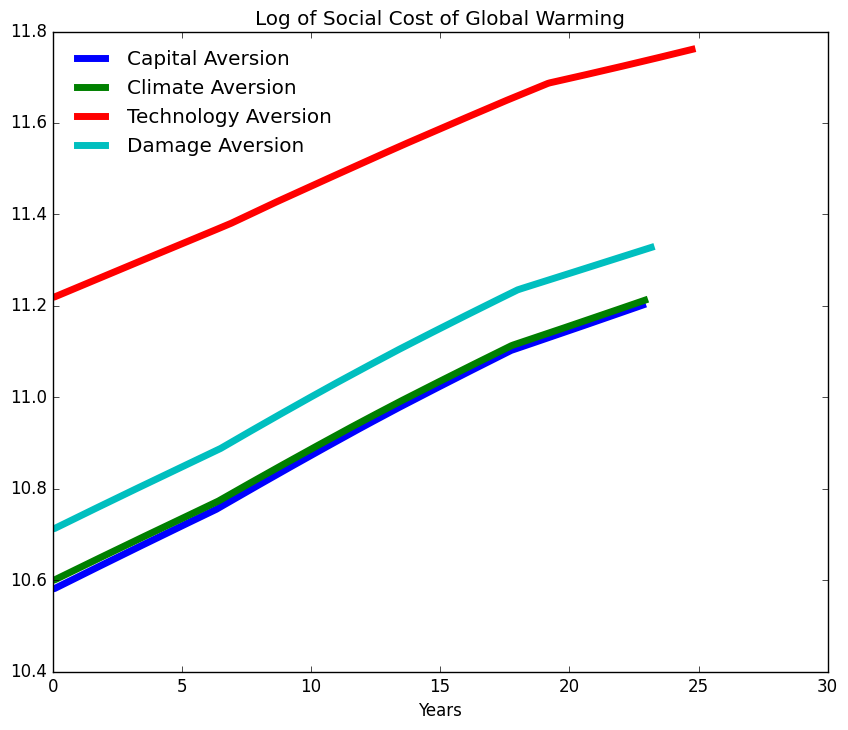 Log of Social Cost of Global Warming
11.8
11.6
11.4
11.2
11.0
10.8
10.6
10.4
Capital Aversion
Climate Aversion
Technology Aversion
Damage Aversion
0 5 10 15 20 25 30
Years